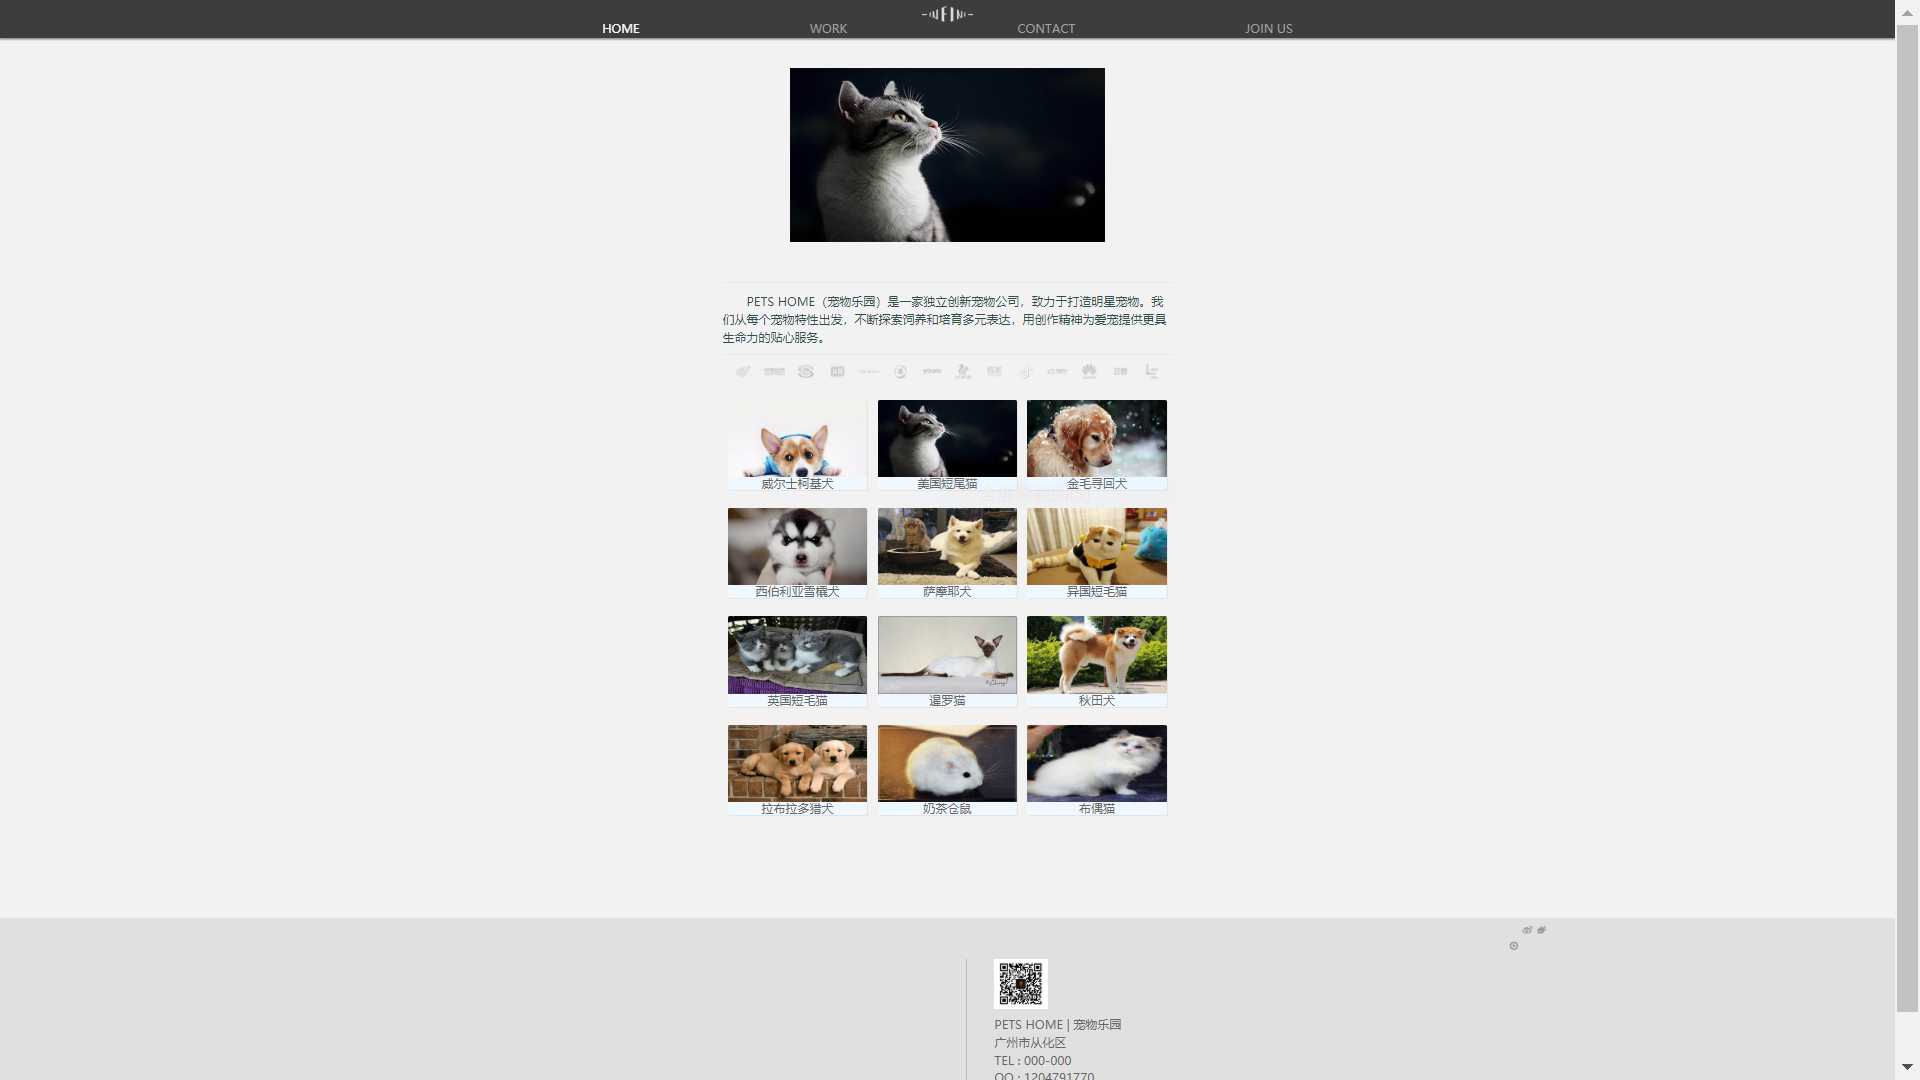 HOME
WORK
CONTACT
JOIN US
PETS HOME（宠物乐园）是一家独立创新宠物公司，致力于打造明星宠物。我
们从每个宠物特性出发，不断探索饲养和培育多元表达，用创作精神为爱宠提供更具
生命力的贴心服务。
威尔士柯基犬
美国短尾猫
金毛寻回犬
西伯利亚雪橇犬
萨摩耶犬
异国短毛猫
英国短毛猫
暹罗猫
秋田犬
拉布拉多猎犬
奶茶仓鼠
布偶猫
PETS HOME | 宠物乐园
广州市从化区
TEL : 000-000
QQ : 1204791770